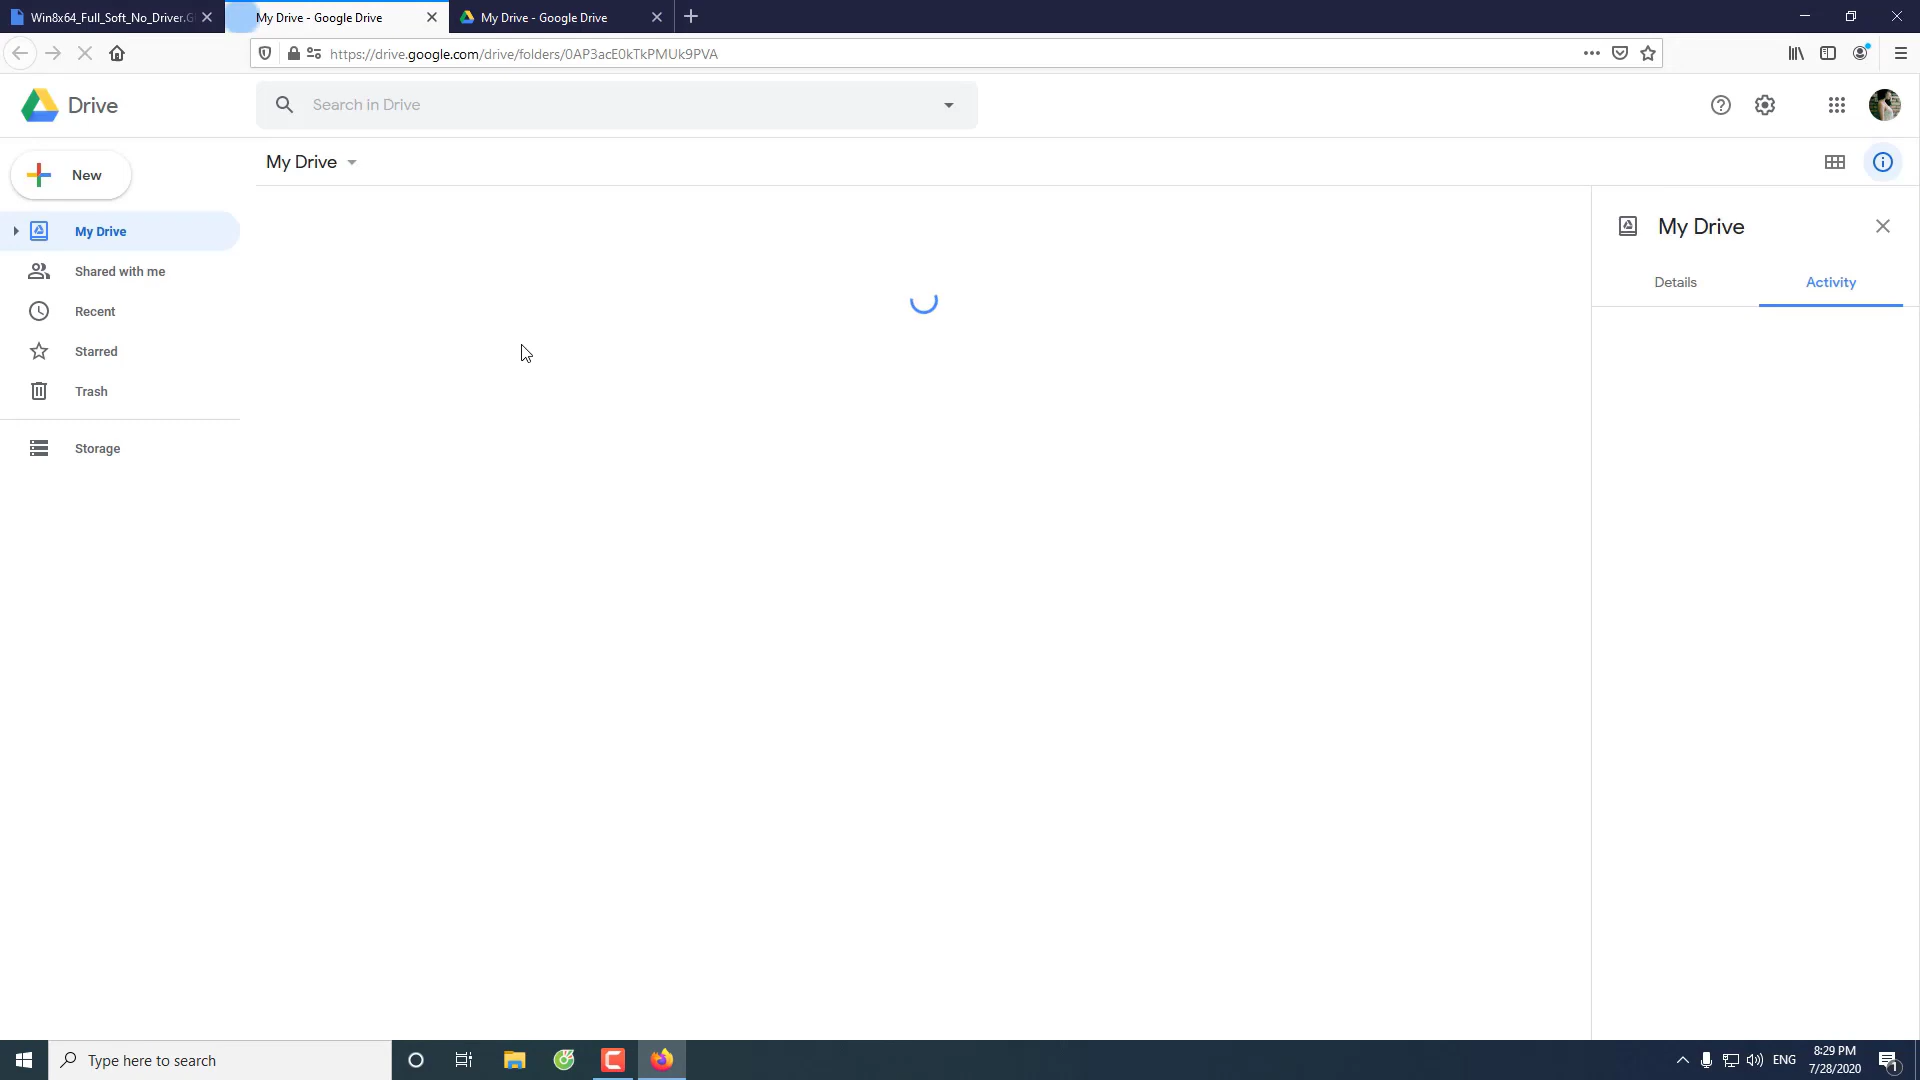 Win8x64_Full_Soft_No_Driver.G
My Drive - Google Drive
My Drive - Google Drive
https://drive.google.com/drive/folders/0AP3acE0kTkPMUk9PVA
Drive
Search in Drive
New
My Drive
My Drive
Shared with me
Recent
Starred
Trash
Storage
My Drive
Details
Activity
Type here to search
ENG
8:29 PM
7/28/2020
1